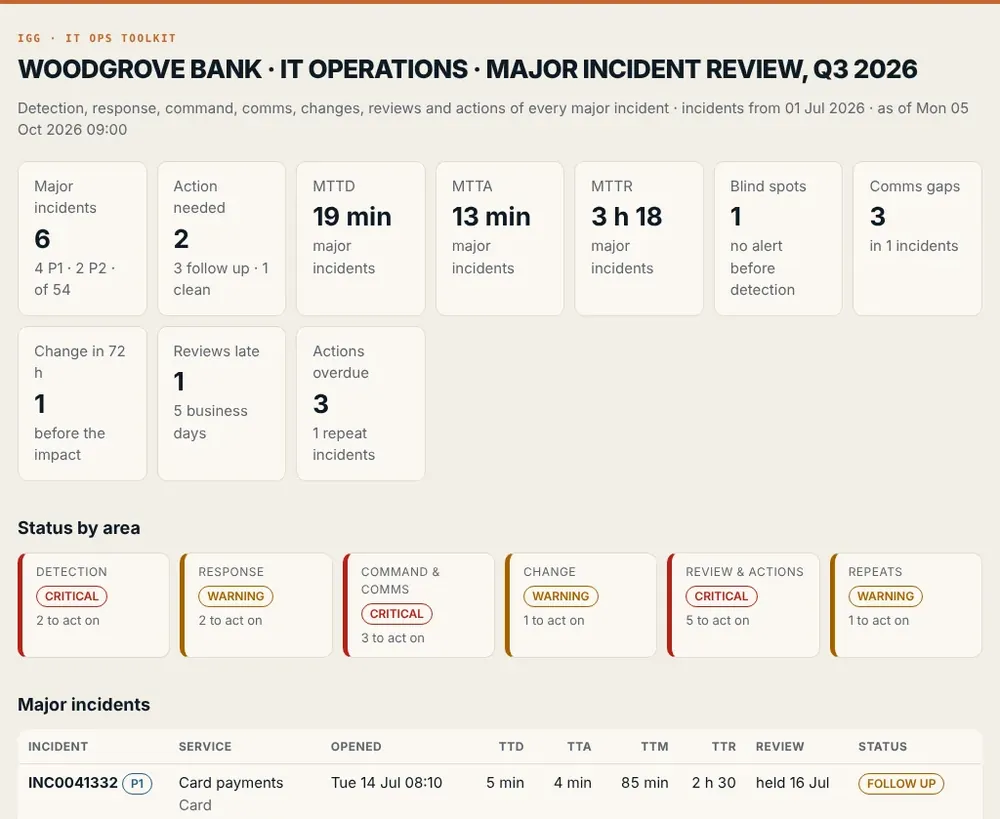 IGG · IT OPS TOOLKIT
WOODGROVE BANK · IT OPERATIONS · MAJOR INCIDENT REVIEW, Q3 2026
Detection, response, command, comms, changes, reviews and actions of every major incident · incidents from 01 Jul 2026 · as of Mon 05
Oct 2026 09:00
Major
incidents
6
4 P1 · 2 P2 ·
of 54
Action
needed
2
3 follow up · 1
clean
MTTD
19 min
major
incidents
MTTA
13 min
major
incidents
MTTR
3 h 18
major
incidents
Blind spots
1
no alert
before
detection
Comms gaps
3
in 1 incidents
Change in 72
h
1
before the
impact
Reviews late
1
5 business
days
Actions
overdue
3
1 repeat
incidents
Status by area
DETECTION
CRITICAL
2 to act on
RESPONSE
WARNING
2 to act on
COMMAND &
COMMS
CRITICAL
3 to act on
CHANGE
WARNING
1 to act on
REVIEW & ACTIONS
CRITICAL
5 to act on
REPEATS
WARNING
1 to act on
Major incidents
INCIDENT SERVICE OPENED TTD TTA TTM TTR REVIEW STATUS
INC0041332 P1 Card payments Tue 14 Jul 08:10 5 min 4 min 85 min 2 h 30 held 16 Jul FOLLOW UP
Card